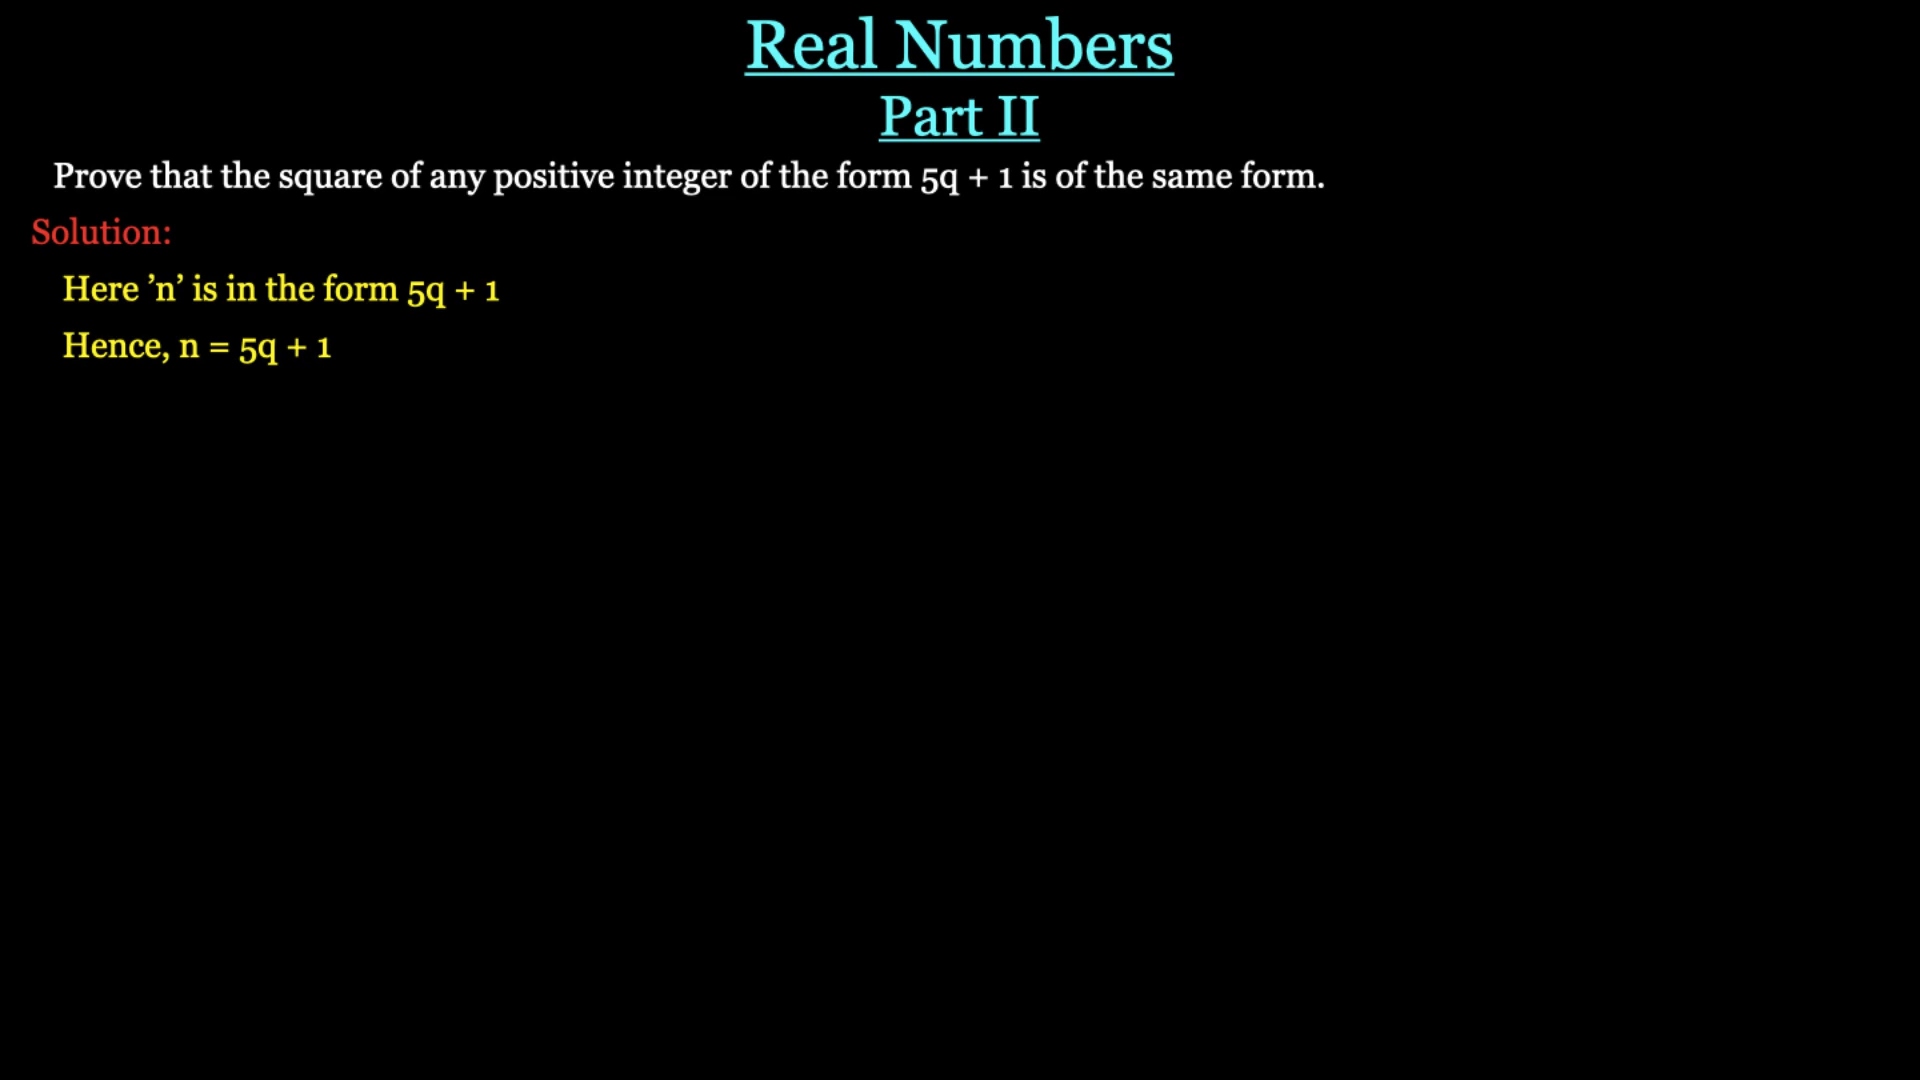 Real Numbers
Part II
Prove that the square of any positive integer of the form 5q + 1 is of the same form.
Solution:
Here ’n’ is in the form 5q + 1
Hence, n = 5q + 1